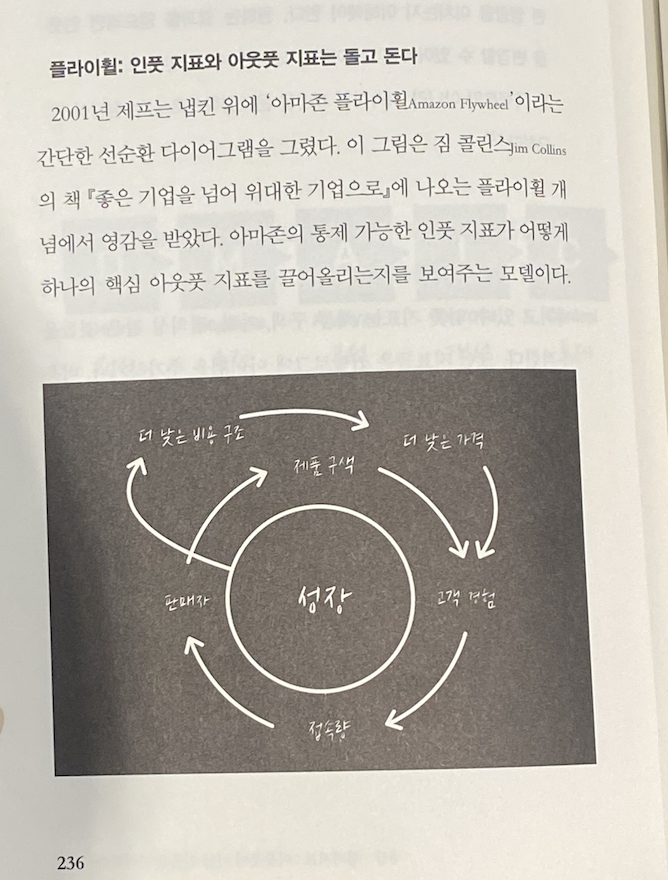 플라이휠: 인풋 지표와 아웃풋 지표는 돌고 돈다
2001년 제프는 냅킨 위에 ‘아마존 플라이휠Amazon Flywheel’이라는
간단한 선순환 다이어그램을 그렸다. 이 그림은 짐 콜린스Jim Collins
의 책 『좋은 기업을 넘어 위대한 기업으로』에 나오는 플라이휠 개
념에서 영감을 받았다. 아마존의 통제 가능한 인풋 지표가 어떻게
하나의 핵심 아웃풋 지표를 끌어올리는지를 보여주는 모델이다.
더 낮은 비용 구조
더 낮은 가격
제품 구색
판매자
성장
고객 경험
접속량
236